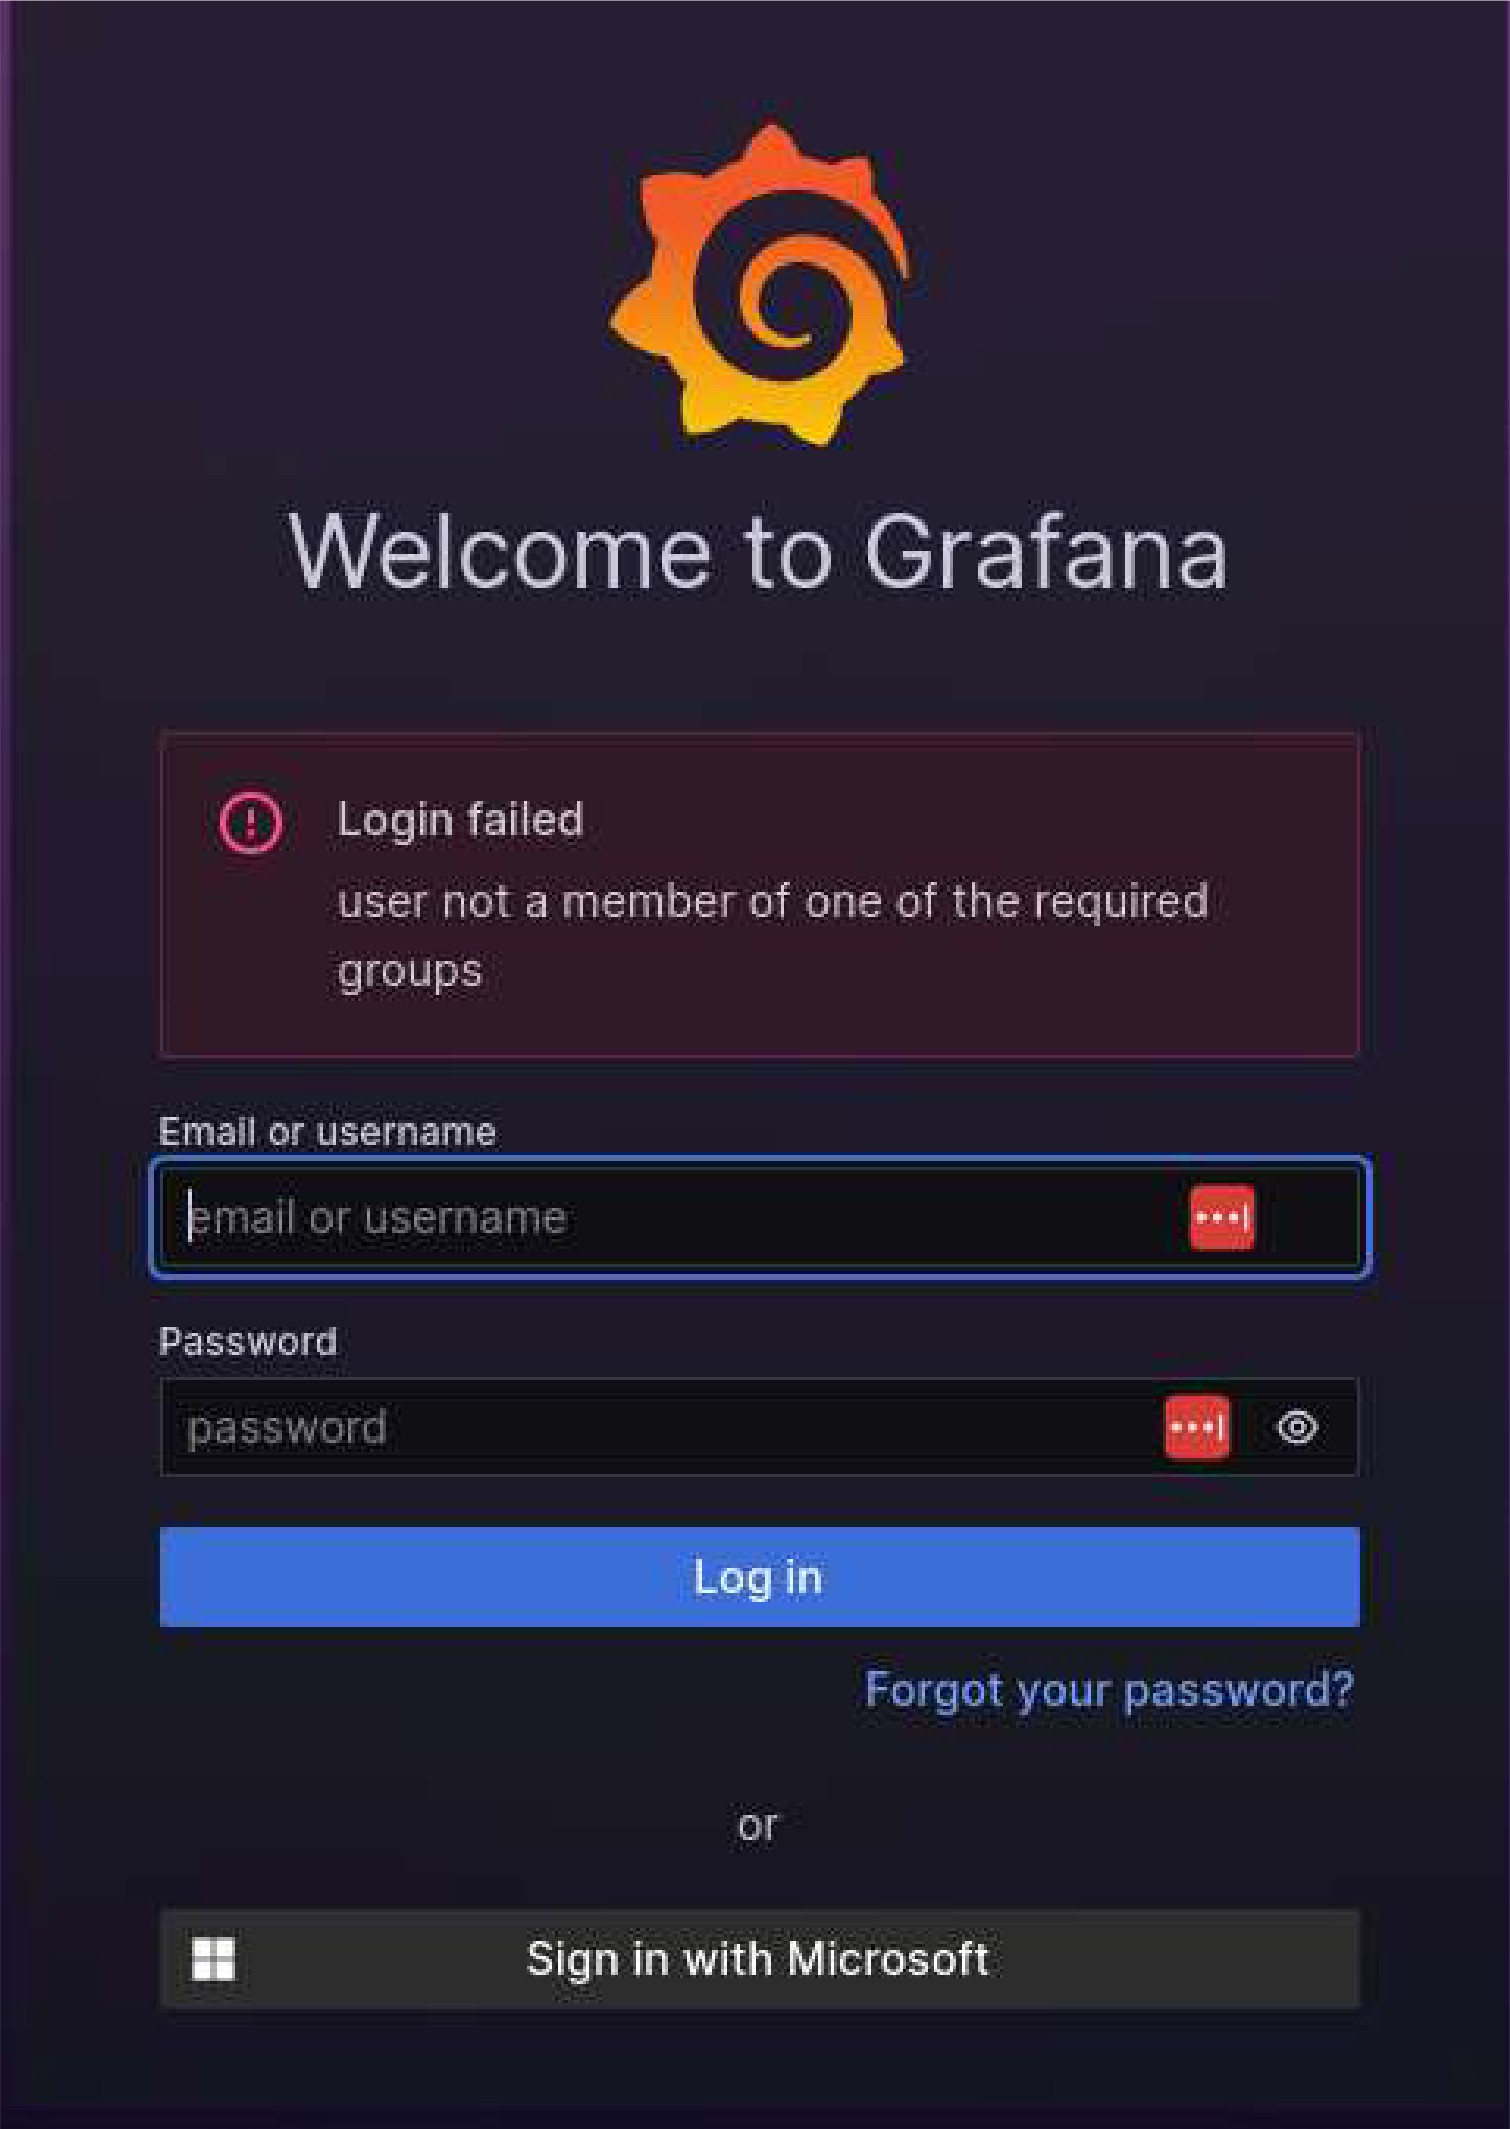 Welcome to Grafana
Login failed
user not a member of one of the required
groups
Email or username
email or username
Password
password
Log in
Forgot your password?
or
Sign in with Microsoft